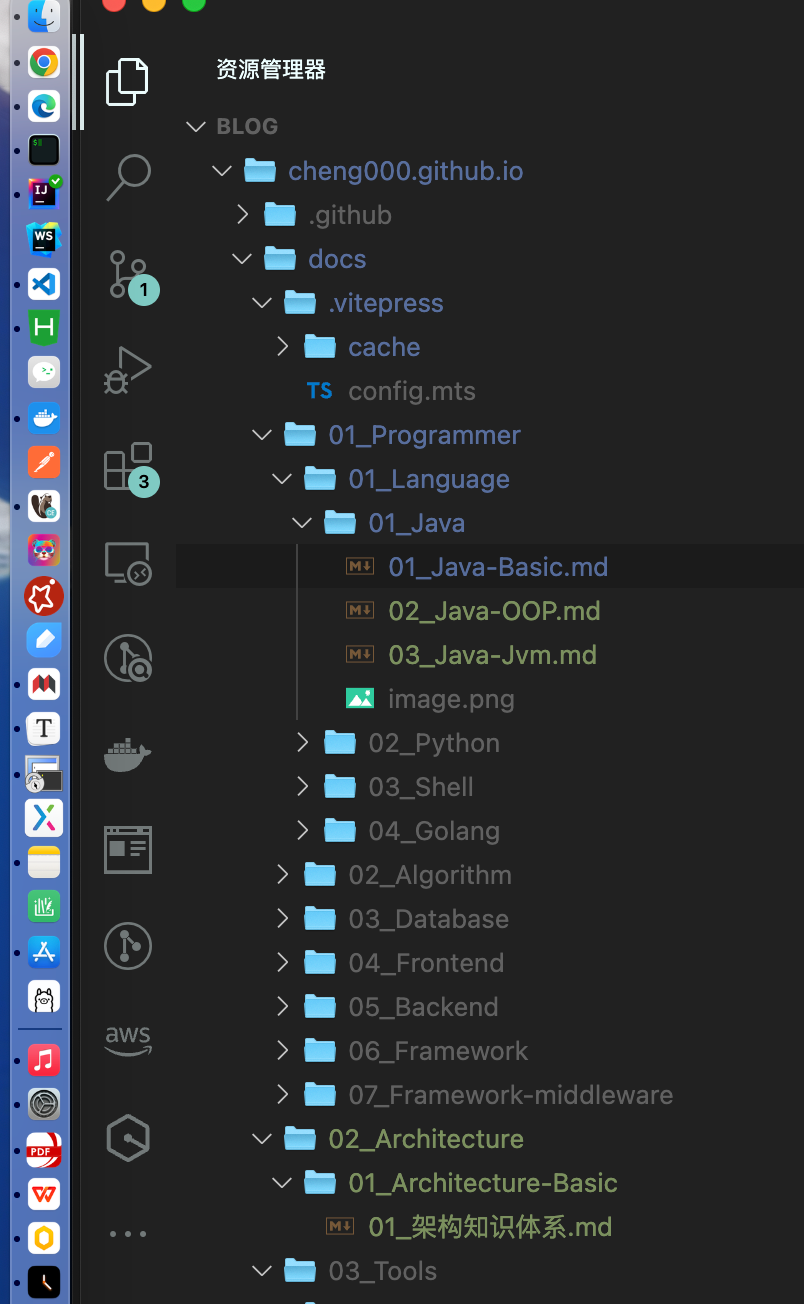 资源管理器
BLOG
cheng000.github.io
.github
docs
.vitepress
cache
TS config.mts
01_Programmer
01_Language
01_Java
M 01_Java-Basic.md
M 02_Java-OOP.md
M 03_Java-Jvm.md
image.png
02_Python
03_Shell
04_Golang
02_Algorithm
03_Database
04_Frontend
05_Backend
06_Framework
07_Framework-middleware
02_Architecture
01_Architecture-Basic
M 01_架构知识体系.md
03_Tools
1
3
aws
IJ
WS
H
T
PDF